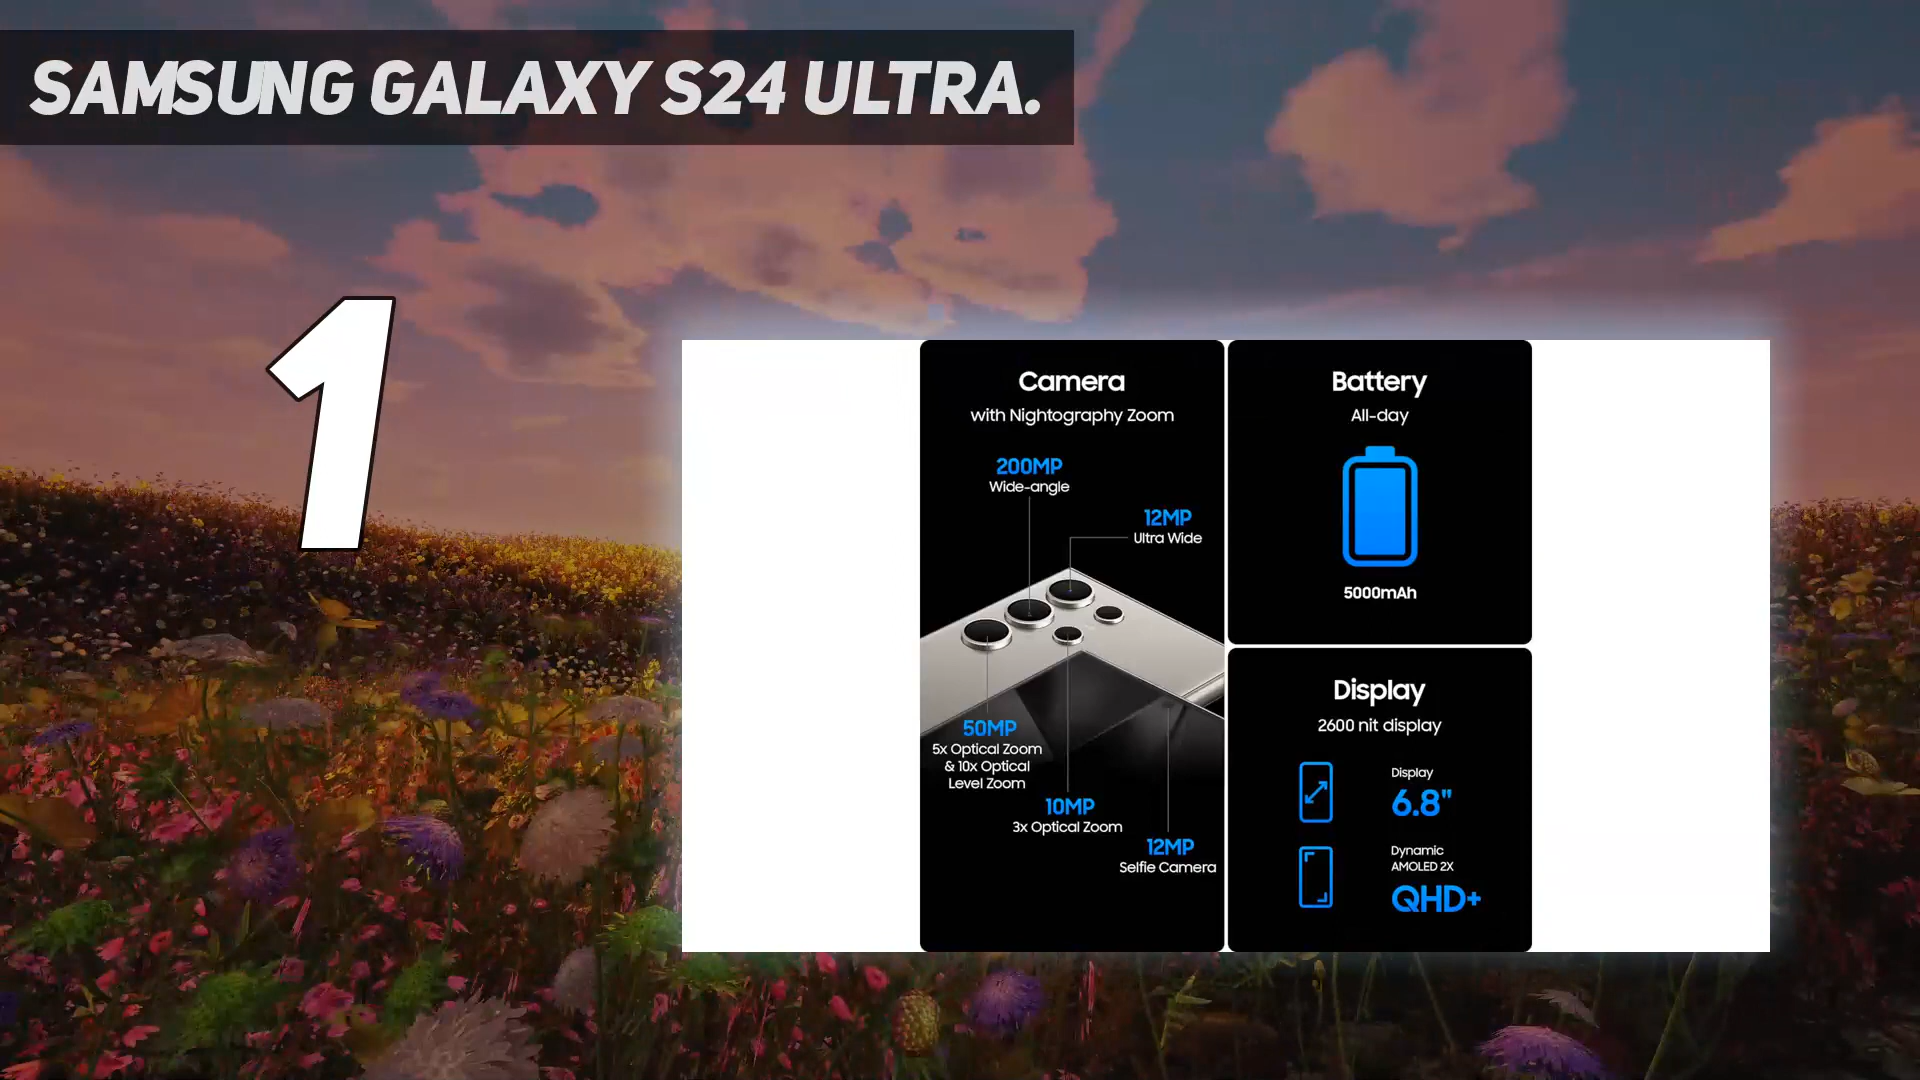 SAMSUNG GALAXY S24 ULTRA.
1
Camera
with Nightography Zoom
200MP
Wide-angle
12MP
Ultra Wide
50MP
5x Optical Zoom
& 10x Optical
Level Zoom
10MP
3x Optical Zoom
12MP
Selfie Camera
Battery
All-day
5000mAh
Display
2600 nit display
Display
6.8"
Dynamic
AMOLED 2X
QHD+